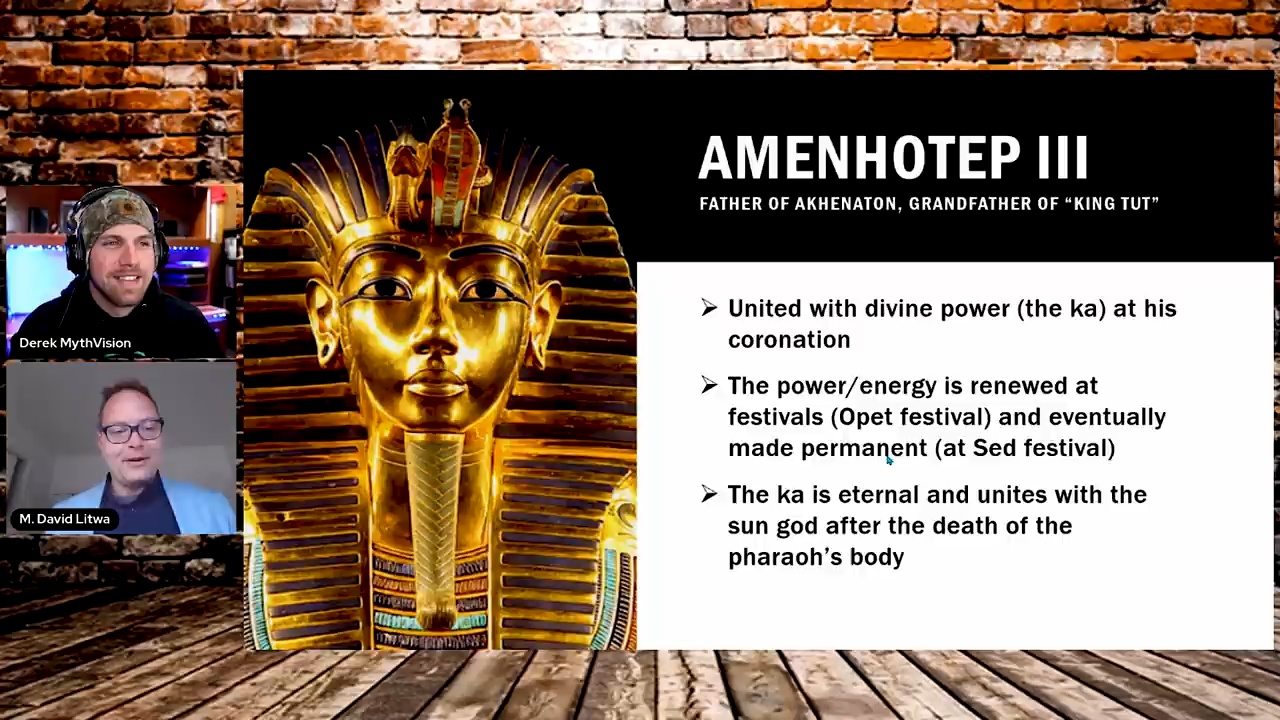 Derek MythVision
M. David Litwa
AMENHOTEP III
FATHER OF AKHENATON, GRANDFATHER OF “KING TUT”
➢ United with divine power (the ka) at his
coronation
➢ The power/energy is renewed at
festivals (Opet festival) and eventually
made permanent (at Sed festival)
➢ The ka is eternal and unites with the
sun god after the death of the
pharaoh’s body